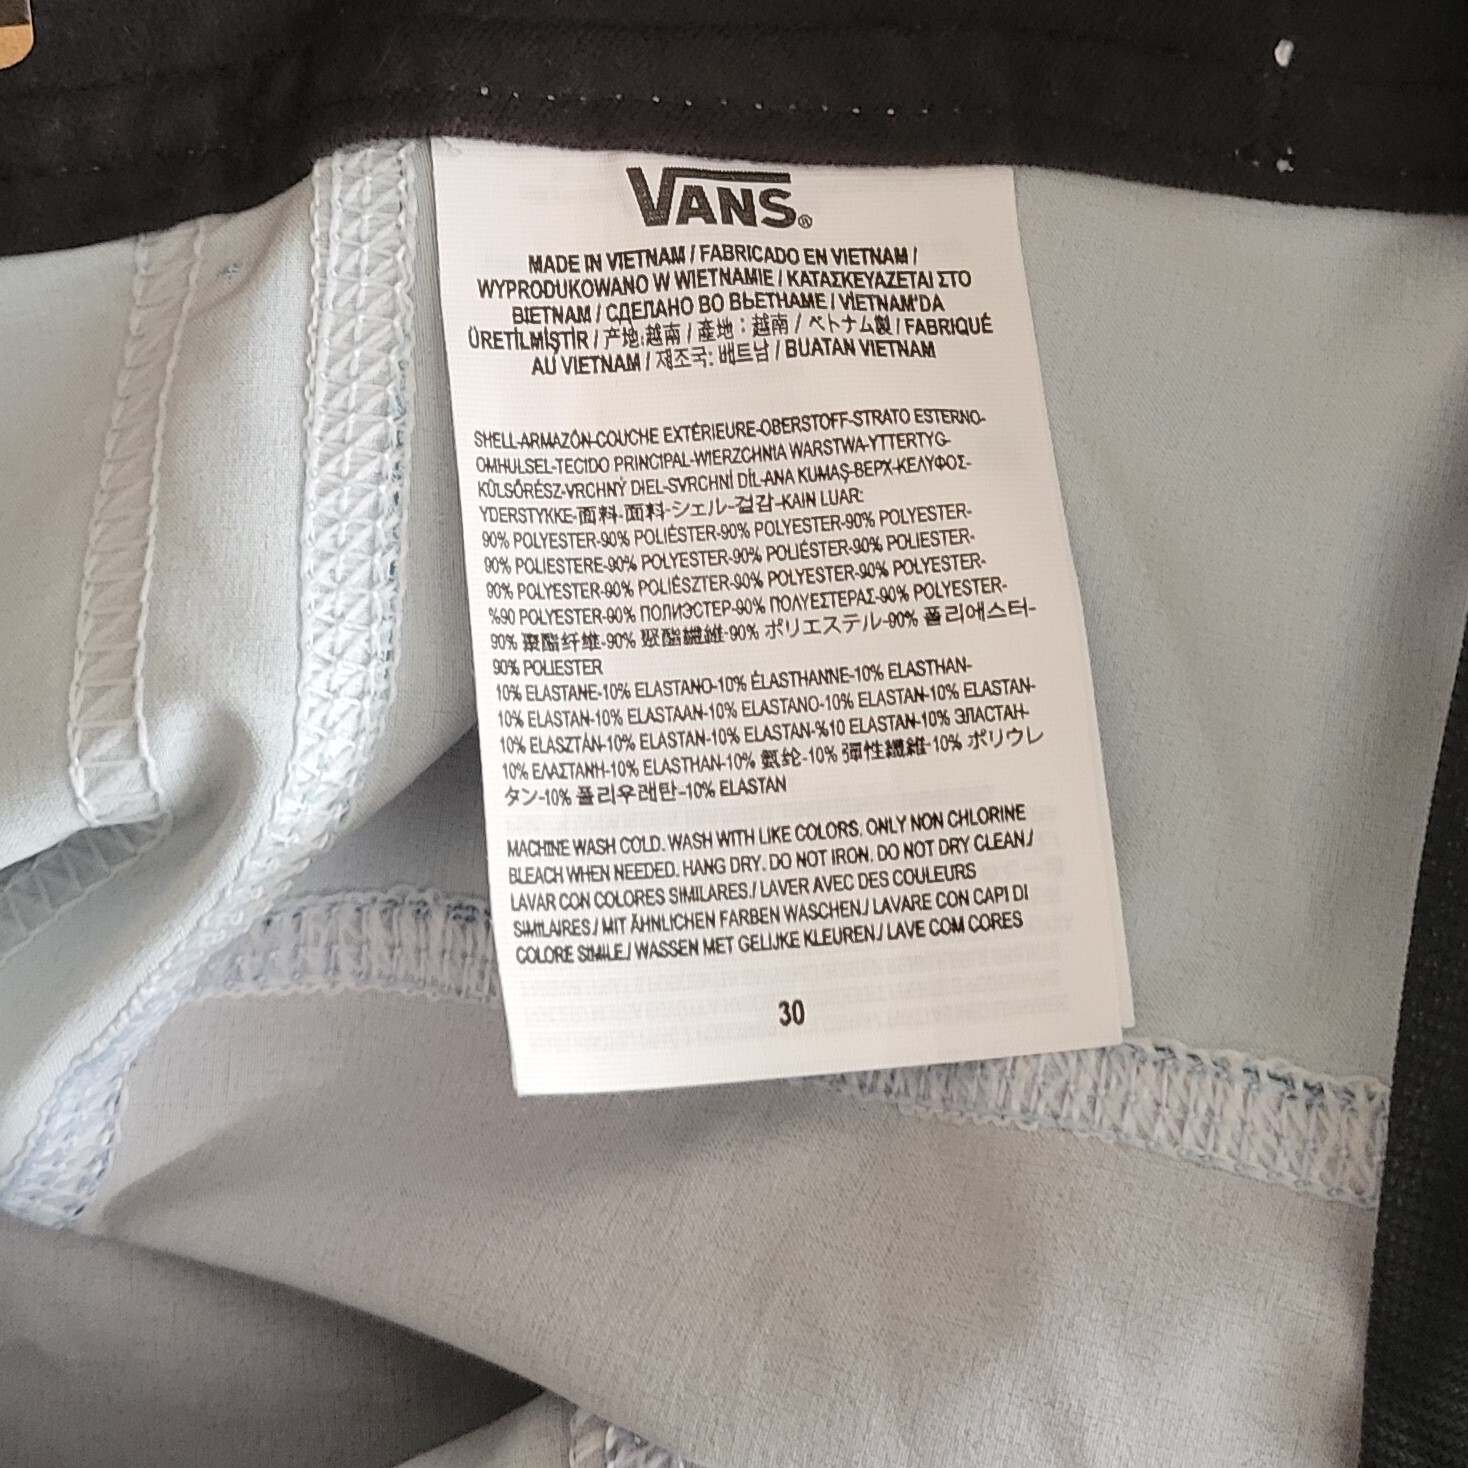 VANS®
MADE IN VIETNAM / FABRICADO EN VIETNAM /
WYPRODUKOWANO W WIETNAMIE / ΚΑΤΑΣΚΕΥΑΖΕΤΑΙ ΣΤΟ
ΒΙΕΤΝΑΜ / СДЕЛАНО ВО ВЬЕТНАМЕ / VİETNAM'DA
ÜRETİLMİŞTİR / 产地:越南 / 產地：越南 / ベトナム製 / FABRIQUÉ
AU VIETNAM / 제조국: 베트남 / BUATAN VIETNAM
SHELL-ARMAZÓN-COUCHE EXTÉRIEURE-OBERSTOFF-STRATO ESTERNO-
OMHULSEL-TECIDO PRINCIPAL-WIERZCHNIA WARSTWA-YTTERTYG-
KÜLSŐRÉSZ-VRCHNÝ DIEL-SVRCHNÍ DÍL-ANA KUMAŞ-ВЕРХ-ΚΕΛΥΦΟΣ-
YDERSTYKKE-面料-面料-シェル-겉감-KAIN LUAR:
90% POLYESTER-90% POLIÉSTER-90% POLYESTER-90% POLYESTER-
90% POLIESTERE-90% POLYESTER-90% POLIÉSTER-90% POLIESTER-
90% POLYESTER-90% POLIÉSZTER-90% POLYESTER-90% POLYESTER-
%90 POLYESTER-90% ПОЛИЭСТЕР-90% ΠΟΛΥΕΣΤΕΡΑΣ-90% POLYESTER-
90% 聚酯纤维-90% 聚酯纖維-90% ポリエステル-90% 폴리에스터-
90% POLIESTER
10% ELASTANE-10% ELASTANO-10% ÉLASTHANNE-10% ELASTHAN-
10% ELASTAN-10% ELASTAAN-10% ELASTANO-10% ELASTAN-10% ELASTAN-
10% ELASZTÁN-10% ELASTAN-10% ELASTAN-%10 ELASTAN-10% ЭЛАСТАН-
10% ΕΛΑΣΤΑΝΗ-10% ELASTHAN-10% 氨纶-10% 彈性纖維-10% ポリウレ
タン-10% 폴리우레탄-10% ELASTAN
MACHINE WASH COLD. WASH WITH LIKE COLORS. ONLY NON CHLORINE
BLEACH WHEN NEEDED. HANG DRY. DO NOT IRON. DO NOT DRY CLEAN./
LAVAR CON COLORES SIMILARES./ LAVER AVEC DES COULEURS
SIMILAIRES./ MIT ÄHNLICHEN FARBEN WASCHEN./ LAVARE CON CAPI DI
COLORE SIMILE./ WASSEN MET GELIJKE KLEUREN./ LAVE COM CORES
30